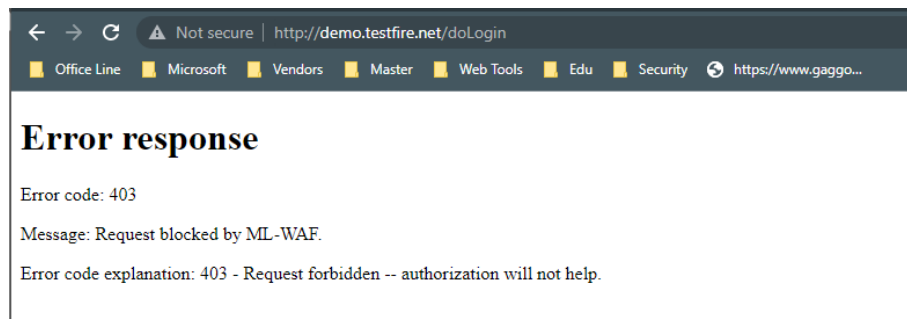 Not secure | http://demo.testfire.net/doLogin
Office Line Microsoft Vendors Master Web Tools Edu Security https://www.gaggo...
Error response
Error code: 403
Message: Request blocked by ML-WAF.
Error code explanation: 403 - Request forbidden -- authorization will not help.